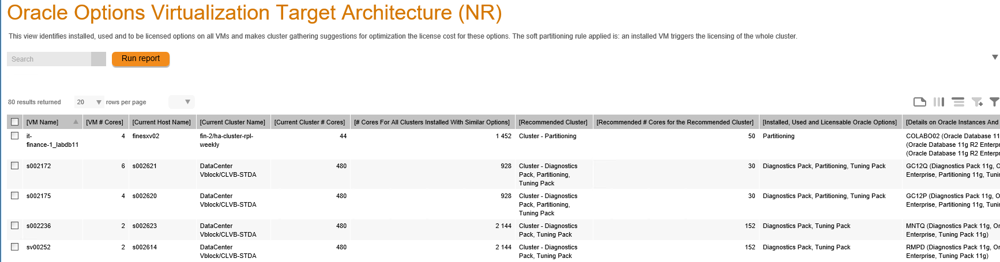 Oracle Options Virtualization Target Architecture (NR)
This view identifies installed, used and to be licensed options on all VMs and makes cluster gathering suggestions for optimization the license cost for these options. The soft partitioning rule applied is: an installed VM triggers the licensing of the whole cluster.
Search Run report
80 results returned 20 rows per page
[VM Name] [VM # Cores] [Current Host Name] [Current Cluster Name] [Current Cluster # Cores] [# Cores For All Clusters Installed With Similar Options] [Recommended Cluster] [Recommended # Cores for the Recommended Cluster] [Installed, Used and Licensable Oracle Options] [Details on Oracle Instances And
it- 4 finesxv02 fin-2/ha-cluster-rpl- 44 1 452 Cluster - Partitioning 50 Partitioning COLABO02 (Oracle Database 11
finance-1_labdb11 weekly (Oracle Database 11g R2 Enterp
(Oracle Database 11g R2 Enterp
s002172 6 s002621 DataCenter 480 928 Cluster - Diagnostics 30 Diagnostics Pack, Partitioning, Tuning Pack GC12Q (Diagnostics Pack 11g, O
Vblock/CLVB-STDA Pack, Partitioning, Enterprise, Partitioning 11g, Tunin
Tuning Pack
s002175 4 s002620 DataCenter 480 928 Cluster - Diagnostics 30 Diagnostics Pack, Partitioning, Tuning Pack GC12P (Diagnostics Pack 11g, O
Vblock/CLVB-STDA Pack, Partitioning, Enterprise, Partitioning 11g, Tunin
Tuning Pack
s002236 2 s002623 DataCenter 480 2 144 Cluster - Diagnostics 152 Diagnostics Pack, Tuning Pack MNTQ (Diagnostics Pack 11g, Or
Vblock/CLVB-STDA Pack, Tuning Pack Enterprise, Tuning Pack 11g)
sv00252 2 s002614 DataCenter 480 2 144 Cluster - Diagnostics 152 Diagnostics Pack, Tuning Pack RMPD (Diagnostics Pack 11g, Or
Vblock/CLVB-STDA Pack, Tuning Pack Enterprise, Tuning Pack 11g)